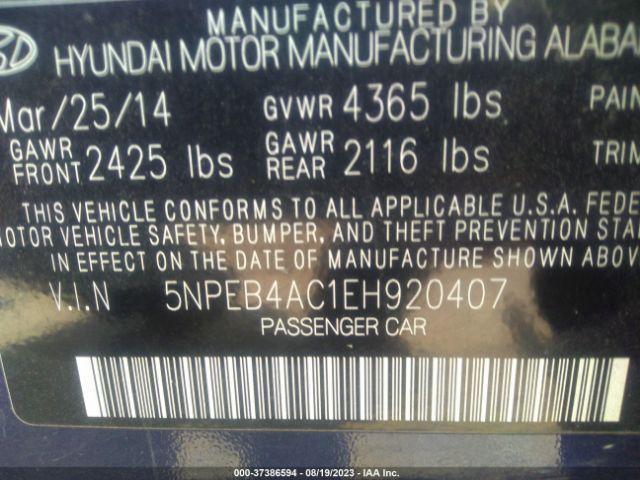 MANUFACTURED BY
HYUNDAI MOTOR MANUFACTURING ALABA
Mar/25/14 GVWR 4365 lbs PAIN
GAWR FRONT 2425 lbs GAWR REAR 2116 lbs TRIM
THIS VEHICLE CONFORMS TO ALL APPLICABLE U.S.A. FEDE
MOTOR VEHICLE SAFETY, BUMPER, AND THEFT PREVENTION STAN
IN EFFECT ON THE DATE OF MANUFACTURE SHOWN ABOV
V.I.N 5NPEB4AC1EH920407
PASSENGER CAR
000-37386594 - 08/19/2023 - IAA Inc.